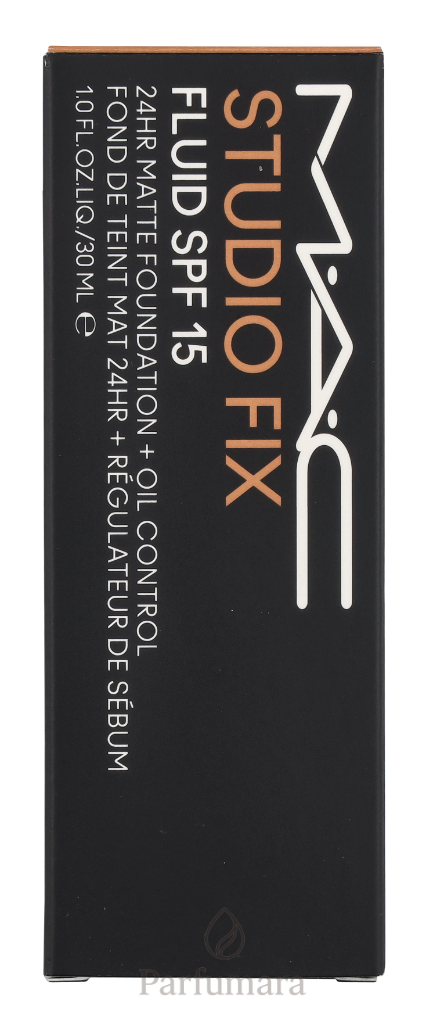 MAC
STUDIO FIX
FLUID SPF 15
24HR MATTE FOUNDATION + OIL CONTROL
FOND DE TEINT MAT 24HR + RÉGULATEUR DE SÉBUM
1.0 FL.OZ.LIQ./30 ML ℮
Parfumara